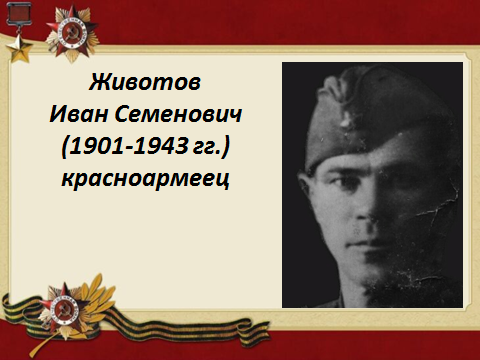 Животов
Иван Семенович
(1901-1943 гг.)
красноармеец